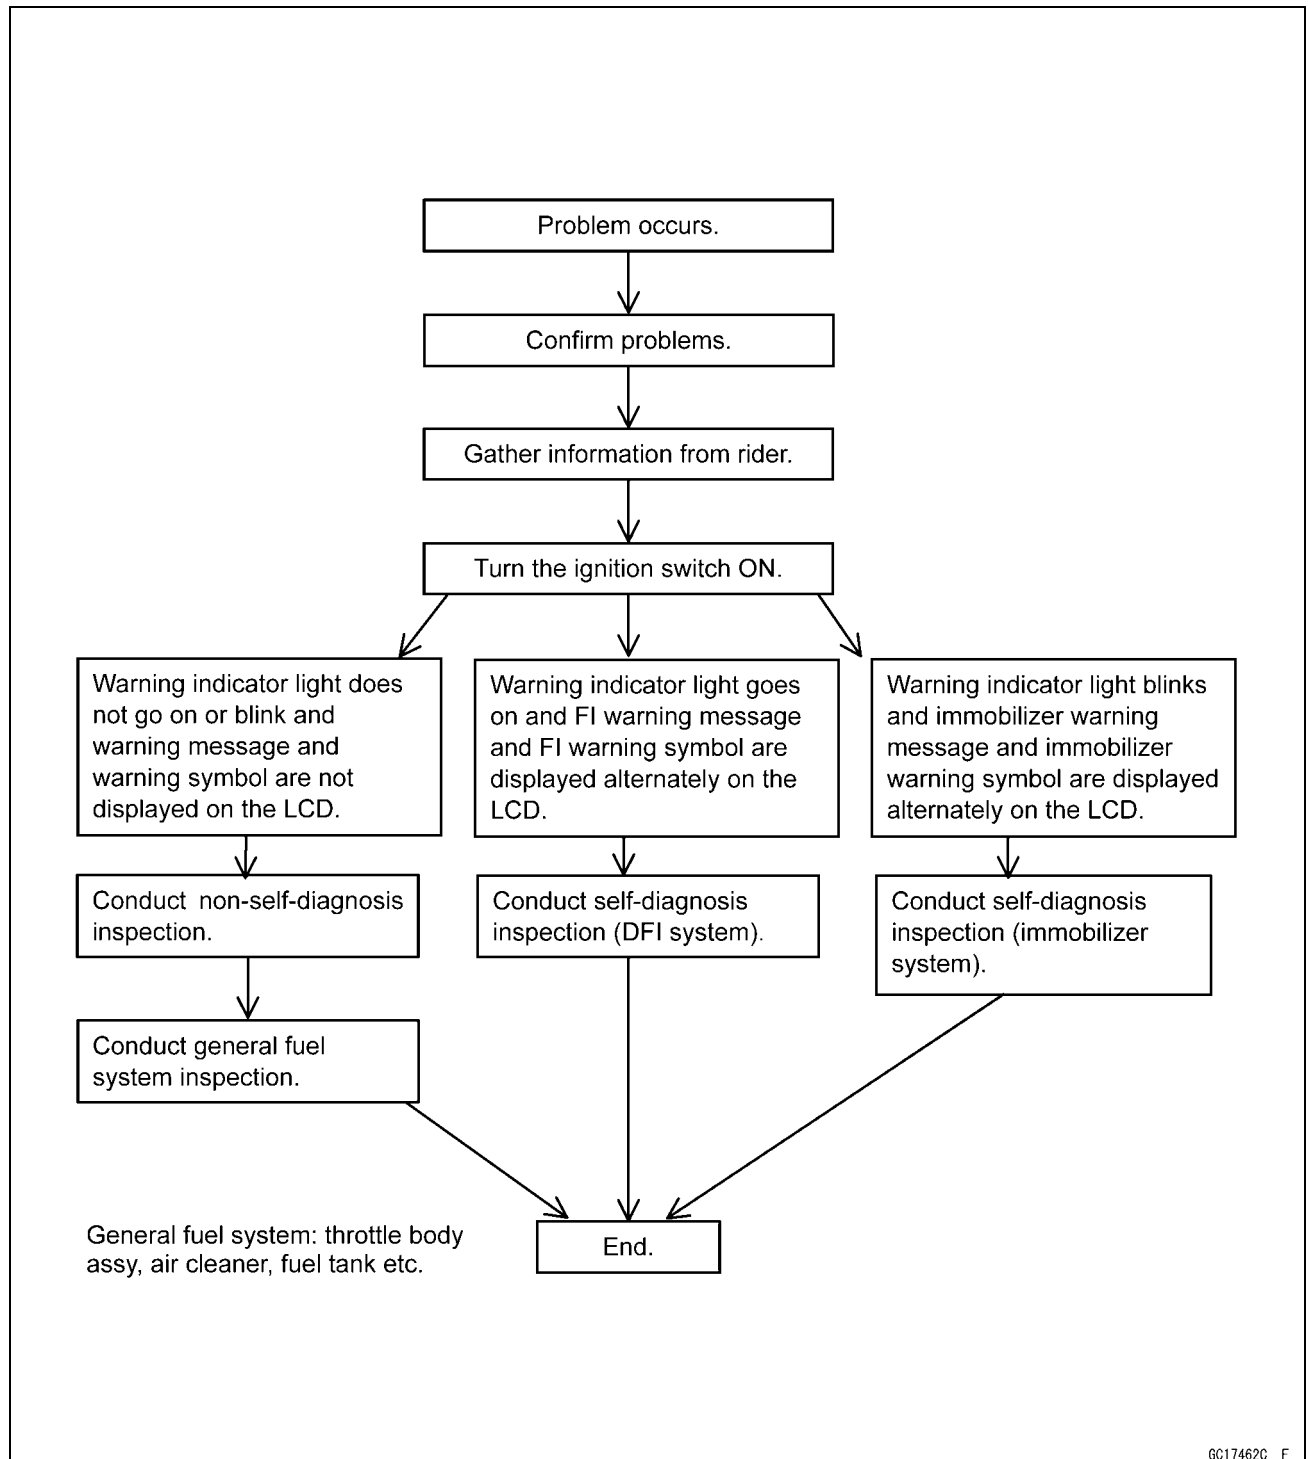 Problem occurs.
Confirm problems.
Gather information from rider.
Turn the ignition switch ON.
Warning indicator light does
not go on or blink and
warning message and
warning symbol are not
displayed on the LCD.
Warning indicator light goes
on and FI warning message
and FI warning symbol are
displayed alternately on the
LCD.
Warning indicator light blinks
and immobilizer warning
message and immobilizer
warning symbol are displayed
alternately on the LCD.
Conduct non-self-diagnosis
inspection.
Conduct self-diagnosis
inspection (DFI system).
Conduct self-diagnosis
inspection (immobilizer
system).
Conduct general fuel
system inspection.
General fuel system: throttle body
assy, air cleaner, fuel tank etc.
End.
GC17462C F